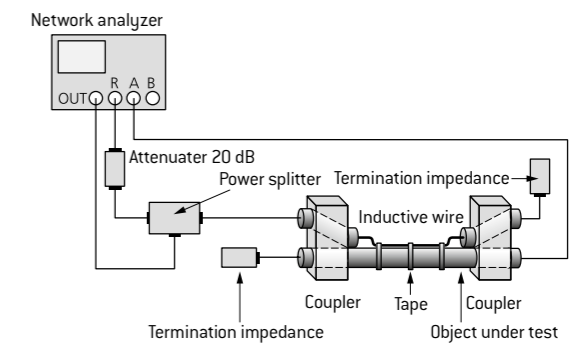 Network analyzer
R A B
OUT
Attenuater 20 dB
Power splitter
Termination impedance
Inductive wire
Coupler
Tape
Coupler
Termination impedance
Object under test